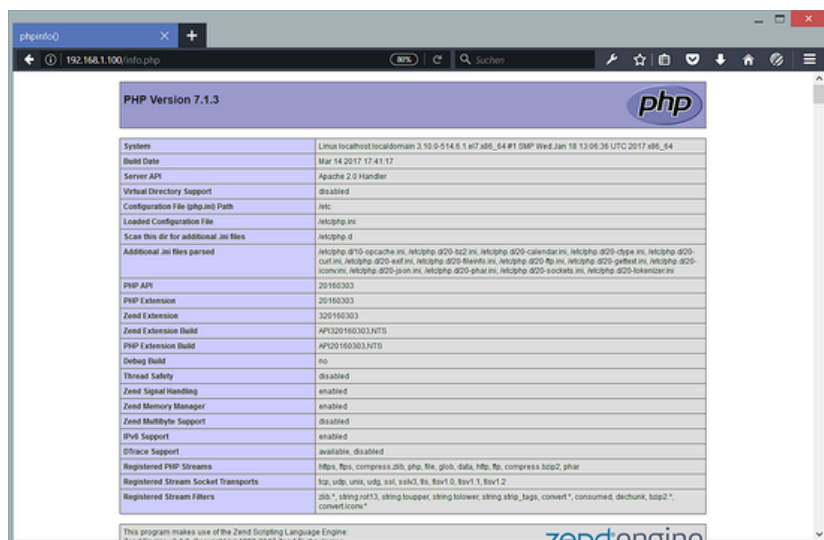 phpinfo()
192.168.1.100/info.php
80%
Suchen
PHP Version 7.1.3
php
System Linux localhost.localdomain 3.10.0-514.6.1.el7.x86_64 #1 SMP Wed Jan 18 13:06:36 UTC 2017 x86_64
Build Date Mar 14 2017 17:41:17
Server API Apache 2.0 Handler
Virtual Directory Support disabled
Configuration File (php.ini) Path /etc
Loaded Configuration File /etc/php.ini
Scan this dir for additional .ini files /etc/php.d
Additional .ini files parsed /etc/php.d/10-opcache.ini, /etc/php.d/20-bz2.ini, /etc/php.d/20-calendar.ini, /etc/php.d/20-ctype.ini, /etc/php.d/20-
curl.ini, /etc/php.d/20-exif.ini, /etc/php.d/20-fileinfo.ini, /etc/php.d/20-ftp.ini, /etc/php.d/20-gettext.ini, /etc/php.d/20-
iconv.ini, /etc/php.d/20-json.ini, /etc/php.d/20-phar.ini, /etc/php.d/20-sockets.ini, /etc/php.d/20-tokenizer.ini
PHP API 20160303
PHP Extension 20160303
Zend Extension 320160303
Zend Extension Build API320160303,NTS
PHP Extension Build API20160303,NTS
Debug Build no
Thread Safety disabled
Zend Signal Handling enabled
Zend Memory Manager enabled
Zend Multibyte Support disabled
IPv6 Support enabled
DTrace Support available, disabled
Registered PHP Streams https, ftps, compress.zlib, php, file, glob, data, http, ftp, compress.bzip2, phar
Registered Stream Socket Transports tcp, udp, unix, udg, ssl, sslv3, tls, tlsv1.0, tlsv1.1, tlsv1.2
Registered Stream Filters zlib.*, string.rot13, string.toupper, string.tolower, string.strip_tags, convert.*, consumed, dechunk, bzip2.*,
convert.iconv.*
This program makes use of the Zend Scripting Language Engine:
zend engine